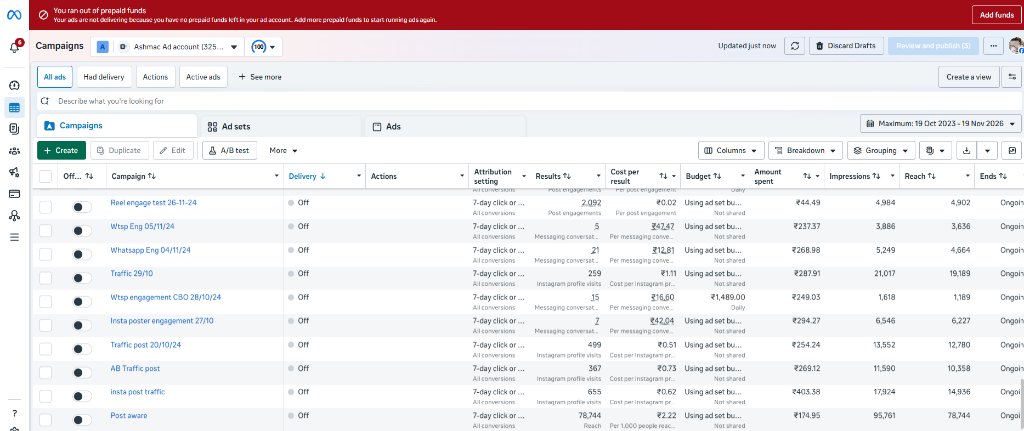 You ran out of prepaid funds
Your ads are not delivering because you have no prepaid funds left in your ad account. Add more prepaid funds to start running ads again.
Add funds
6
Campaigns
A
Ashmac Ad account (325...
100
Updated just now
Discard Drafts
Review and publish (3)
All ads
Had delivery
Actions
Active ads
+ See more
Create a view
Describe what you're looking for
Campaigns
Ad sets
Ads
Maximum: 19 Oct 2023 - 19 Nov 2026
+ Create
Duplicate
Edit
A/B test
More
Columns
Breakdown
Grouping
Off...
Campaign
Delivery ↓
Actions
Attribution setting
Results
Cost per result
Budget
Amount spent
Impressions
Reach
Ends
All conversions Post engagements Per post engagement Daily
Reel engage test 26-11-24 Off 7-day click or ... 2,092 ₹0.02 Using ad set bu... ₹44.49 4,984 4,902 Ongoin
All conversions Post engagements Per post engagement Not shared
Wtsp Eng 05/11/24 Off 7-day click or ... 5 ₹47.47 Using ad set bu... ₹237.37 3,886 3,636 Ongoin
All conversions Messaging conversat... Per messaging conve... Not shared
Whatsapp Eng 04/11/24 Off 7-day click or ... 21 ₹12.81 Using ad set bu... ₹268.98 5,249 4,664 Ongoin
All conversions Messaging conversat... Per messaging conve... Not shared
Traffic 29/10 Off 7-day click or ... 259 ₹1.11 Using ad set bu... ₹287.91 21,017 19,189 Ongoin
All conversions Instagram profile visits Cost per Instagram pr... Not shared
Wtsp engagement CBO 28/10/24 Off 7-day click or ... 15 ₹16.60 ₹1,489.00 ₹249.03 1,618 1,189 Ongoin
All conversions Messaging conversat... Per messaging conve... Daily
Insta poster engagement 27/10 Off 7-day click or ... 7 ₹42.04 Using ad set bu... ₹294.27 6,546 6,227 Ongoin
All conversions Messaging conversat... Per messaging conve... Not shared
Traffic post 20/10/24 Off 7-day click or ... 499 ₹0.51 Using ad set bu... ₹254.24 13,552 12,780 Ongoin
All conversions Instagram profile visits Cost per Instagram pr... Not shared
AB Traffic post Off 7-day click or ... 367 ₹0.73 Using ad set bu... ₹269.12 11,590 10,358 Ongoin
All conversions Instagram profile visits Cost per Instagram pr... Not shared
insta post traffic Off 7-day click or ... 655 ₹0.62 Using ad set bu... ₹403.38 17,924 14,936 Ongoin
All conversions Instagram profile visits Cost per Instagram pr... Not shared
Post aware Off 7-day click or ... 78,744 ₹2.22 Using ad set bu... ₹174.95 95,761 78,744 Ongoin
All conversions Reach Per 1,000 people reac... Not shared